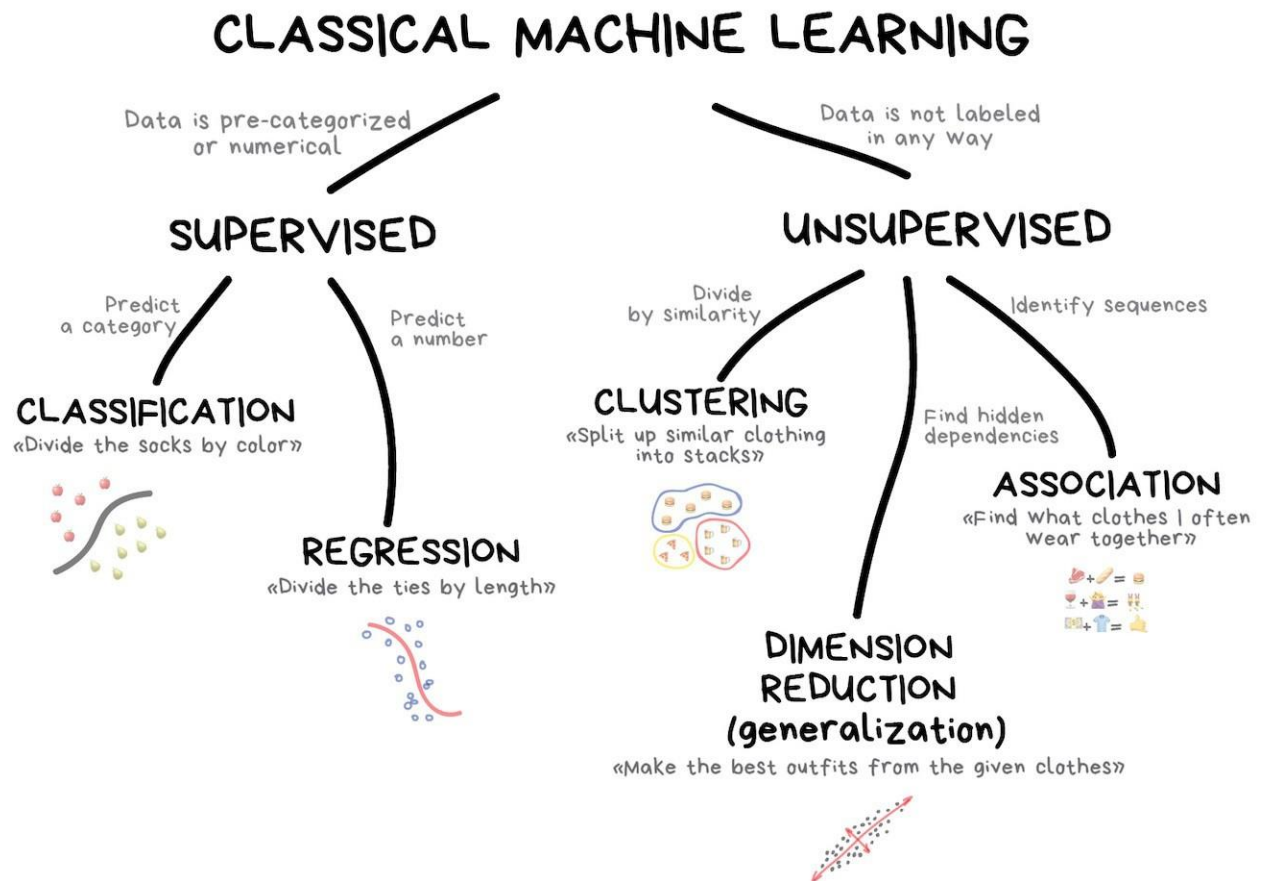 CLASSICAL MACHINE LEARNING
Data is pre-categorized
or numerical
Data is not labeled
in any way
SUPERVISED
UNSUPERVISED
Predict
a category
Predict
a number
Divide
by similarity
Identify sequences
CLASSIFICATION
«Divide the socks by color»
CLUSTERING
«Split up similar clothing
into stacks»
Find hidden
dependencies
ASSOCIATION
«Find what clothes I often
wear together»
REGRESSION
«Divide the ties by length»
+ =
+ =
+ =
DIMENSION
REDUCTION
(generalization)
«Make the best outfits from the given clothes»